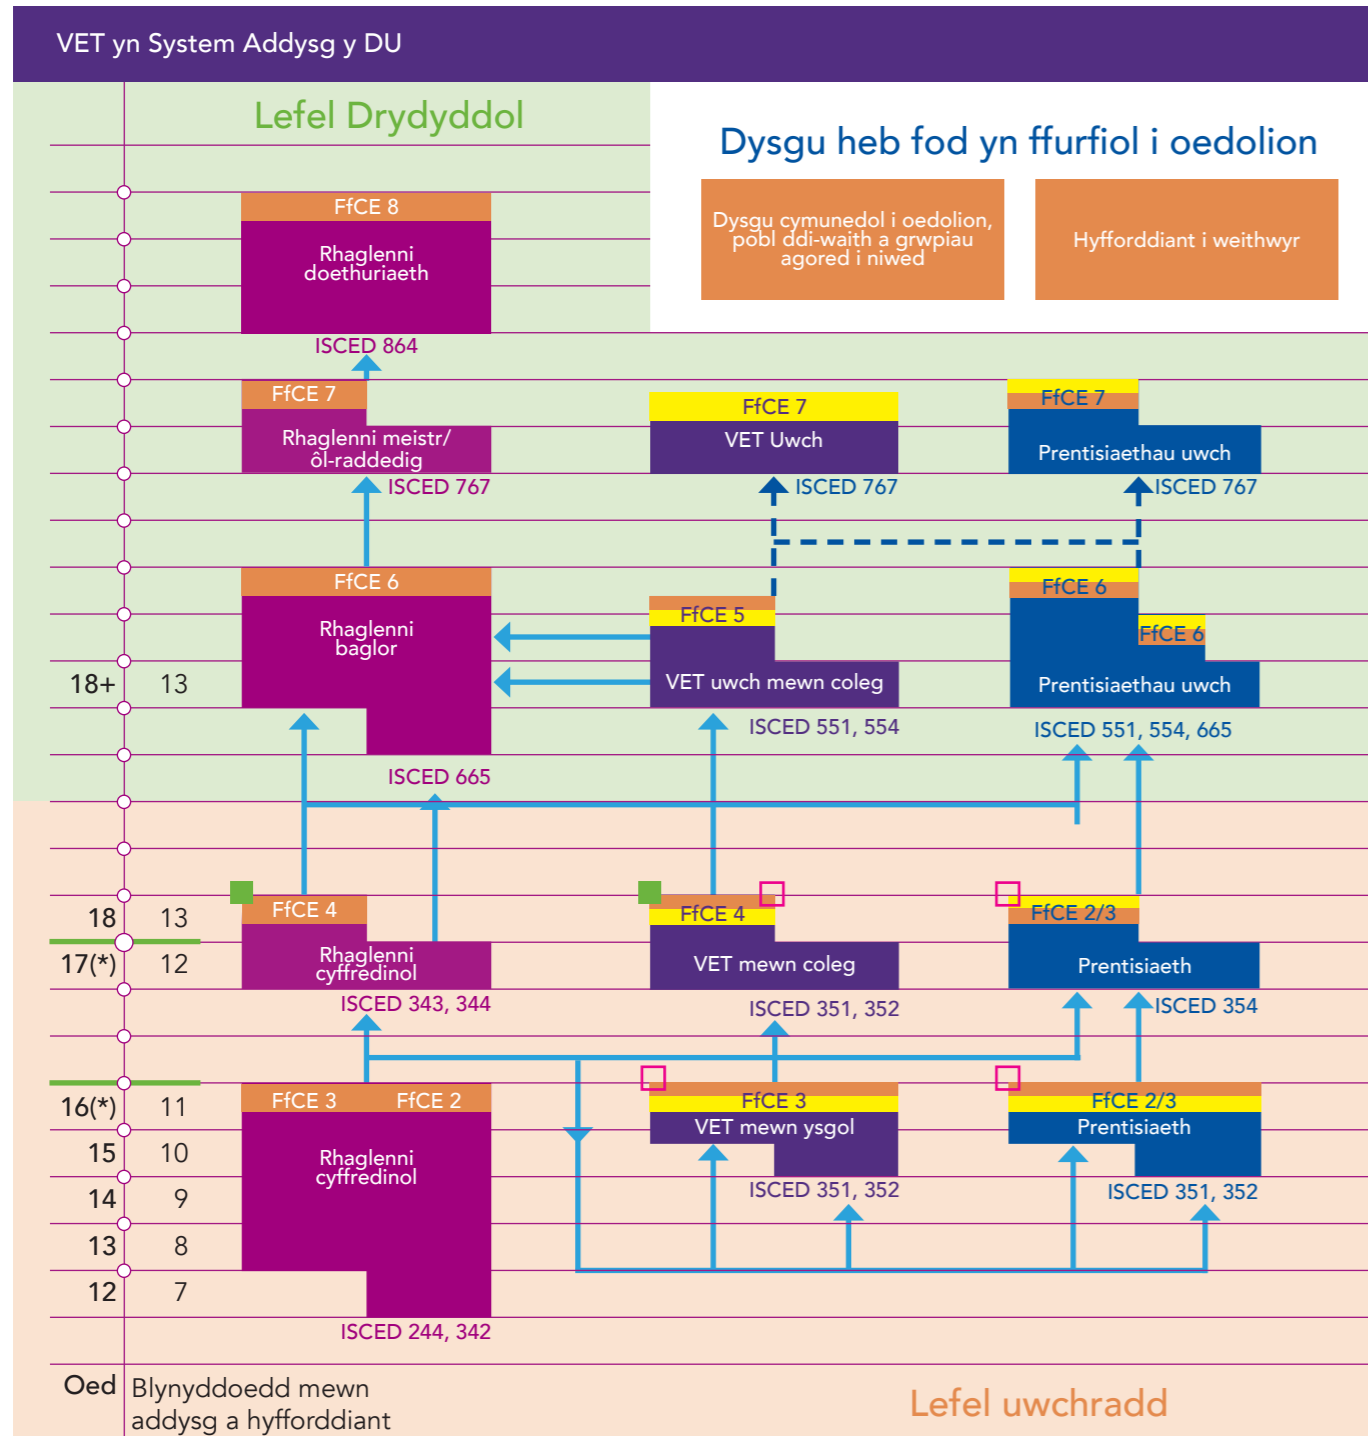 VET yn System Addysg y DU
Lefel Drydyddol
Dysgu heb fod yn ffurfiol i oedolion
Dysgu cymunedol i oedolion,
pobl ddi-waith a grwpiau
agored i niwed
Hyfforddiant i weithwyr
FfCE 8
Rhaglenni
doethuriaeth
ISCED 864
FfCE 7
Rhaglenni meistr/
ôl-raddedig
ISCED 767
FfCE 7
VET Uwch
ISCED 767
FfCE 7
Prentisiaethau uwch
ISCED 767
FfCE 6
Rhaglenni
baglor
ISCED 665
FfCE 5
VET uwch mewn coleg
ISCED 551, 554
FfCE 6
FfCE 6
Prentisiaethau uwch
ISCED 551, 554, 665
18+ 13
18 13
17(*) 12
FfCE 4
Rhaglenni
cyffredinol
ISCED 343, 344
FfCE 4
VET mewn coleg
ISCED 351, 352
FfCE 2/3
Prentisiaeth
ISCED 354
16(*) 11
15 10
14 9
13 8
12 7
FfCE 3 FfCE 2
Rhaglenni
cyffredinol
ISCED 244, 342
FfCE 3
VET mewn ysgol
ISCED 351, 352
FfCE 2/3
Prentisiaeth
ISCED 351, 352
Oed
Blynyddoedd mewn
addysg a hyfforddiant
Lefel uwchradd